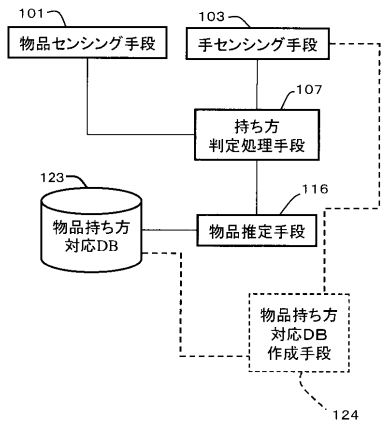 101
物品センシング手段
103
手センシング手段
107
持ち方
判定処理手段
123
物品持ち方
対応DB
116
物品推定手段
物品持ち方
対応DB
作成手段
124